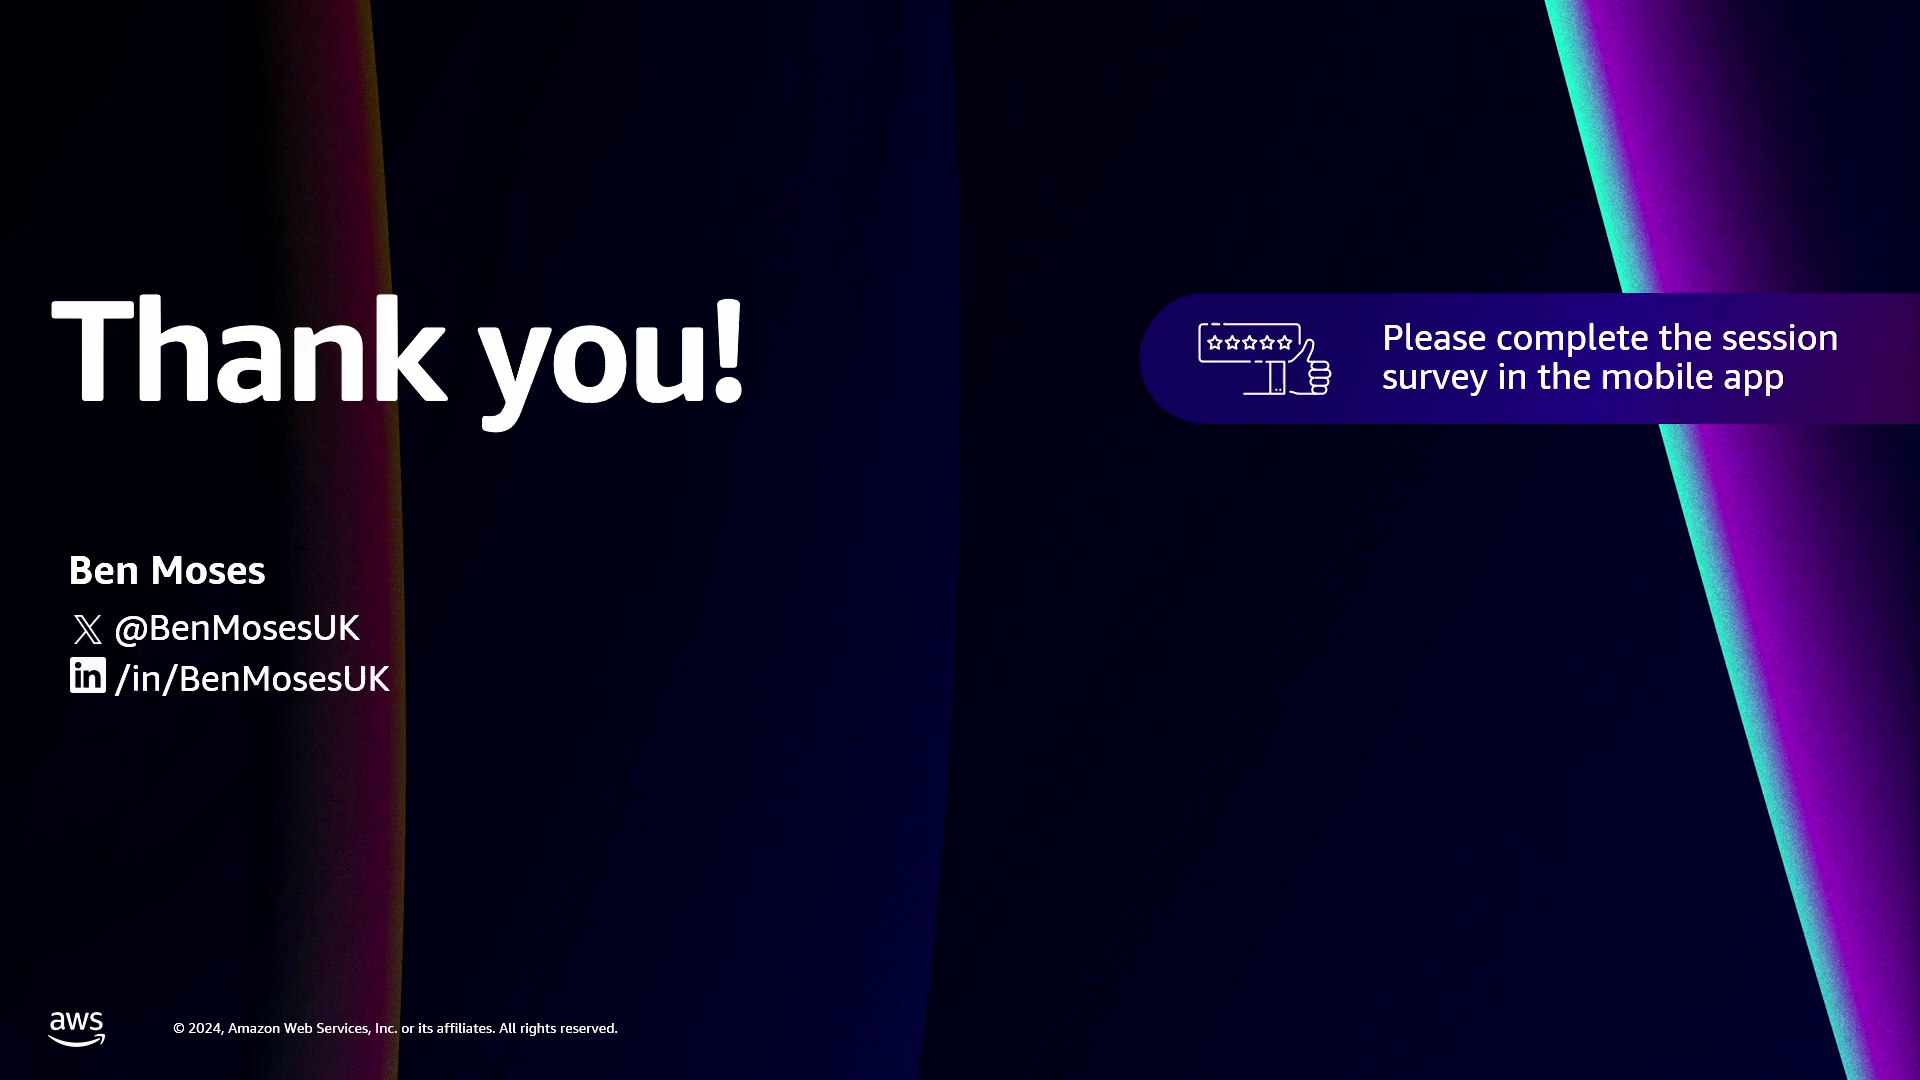 Thank you!
Please complete the session
survey in the mobile app
Ben Moses
𝕏 @BenMosesUK
in /in/BenMosesUK
aws
© 2024, Amazon Web Services, Inc. or its affiliates. All rights reserved.